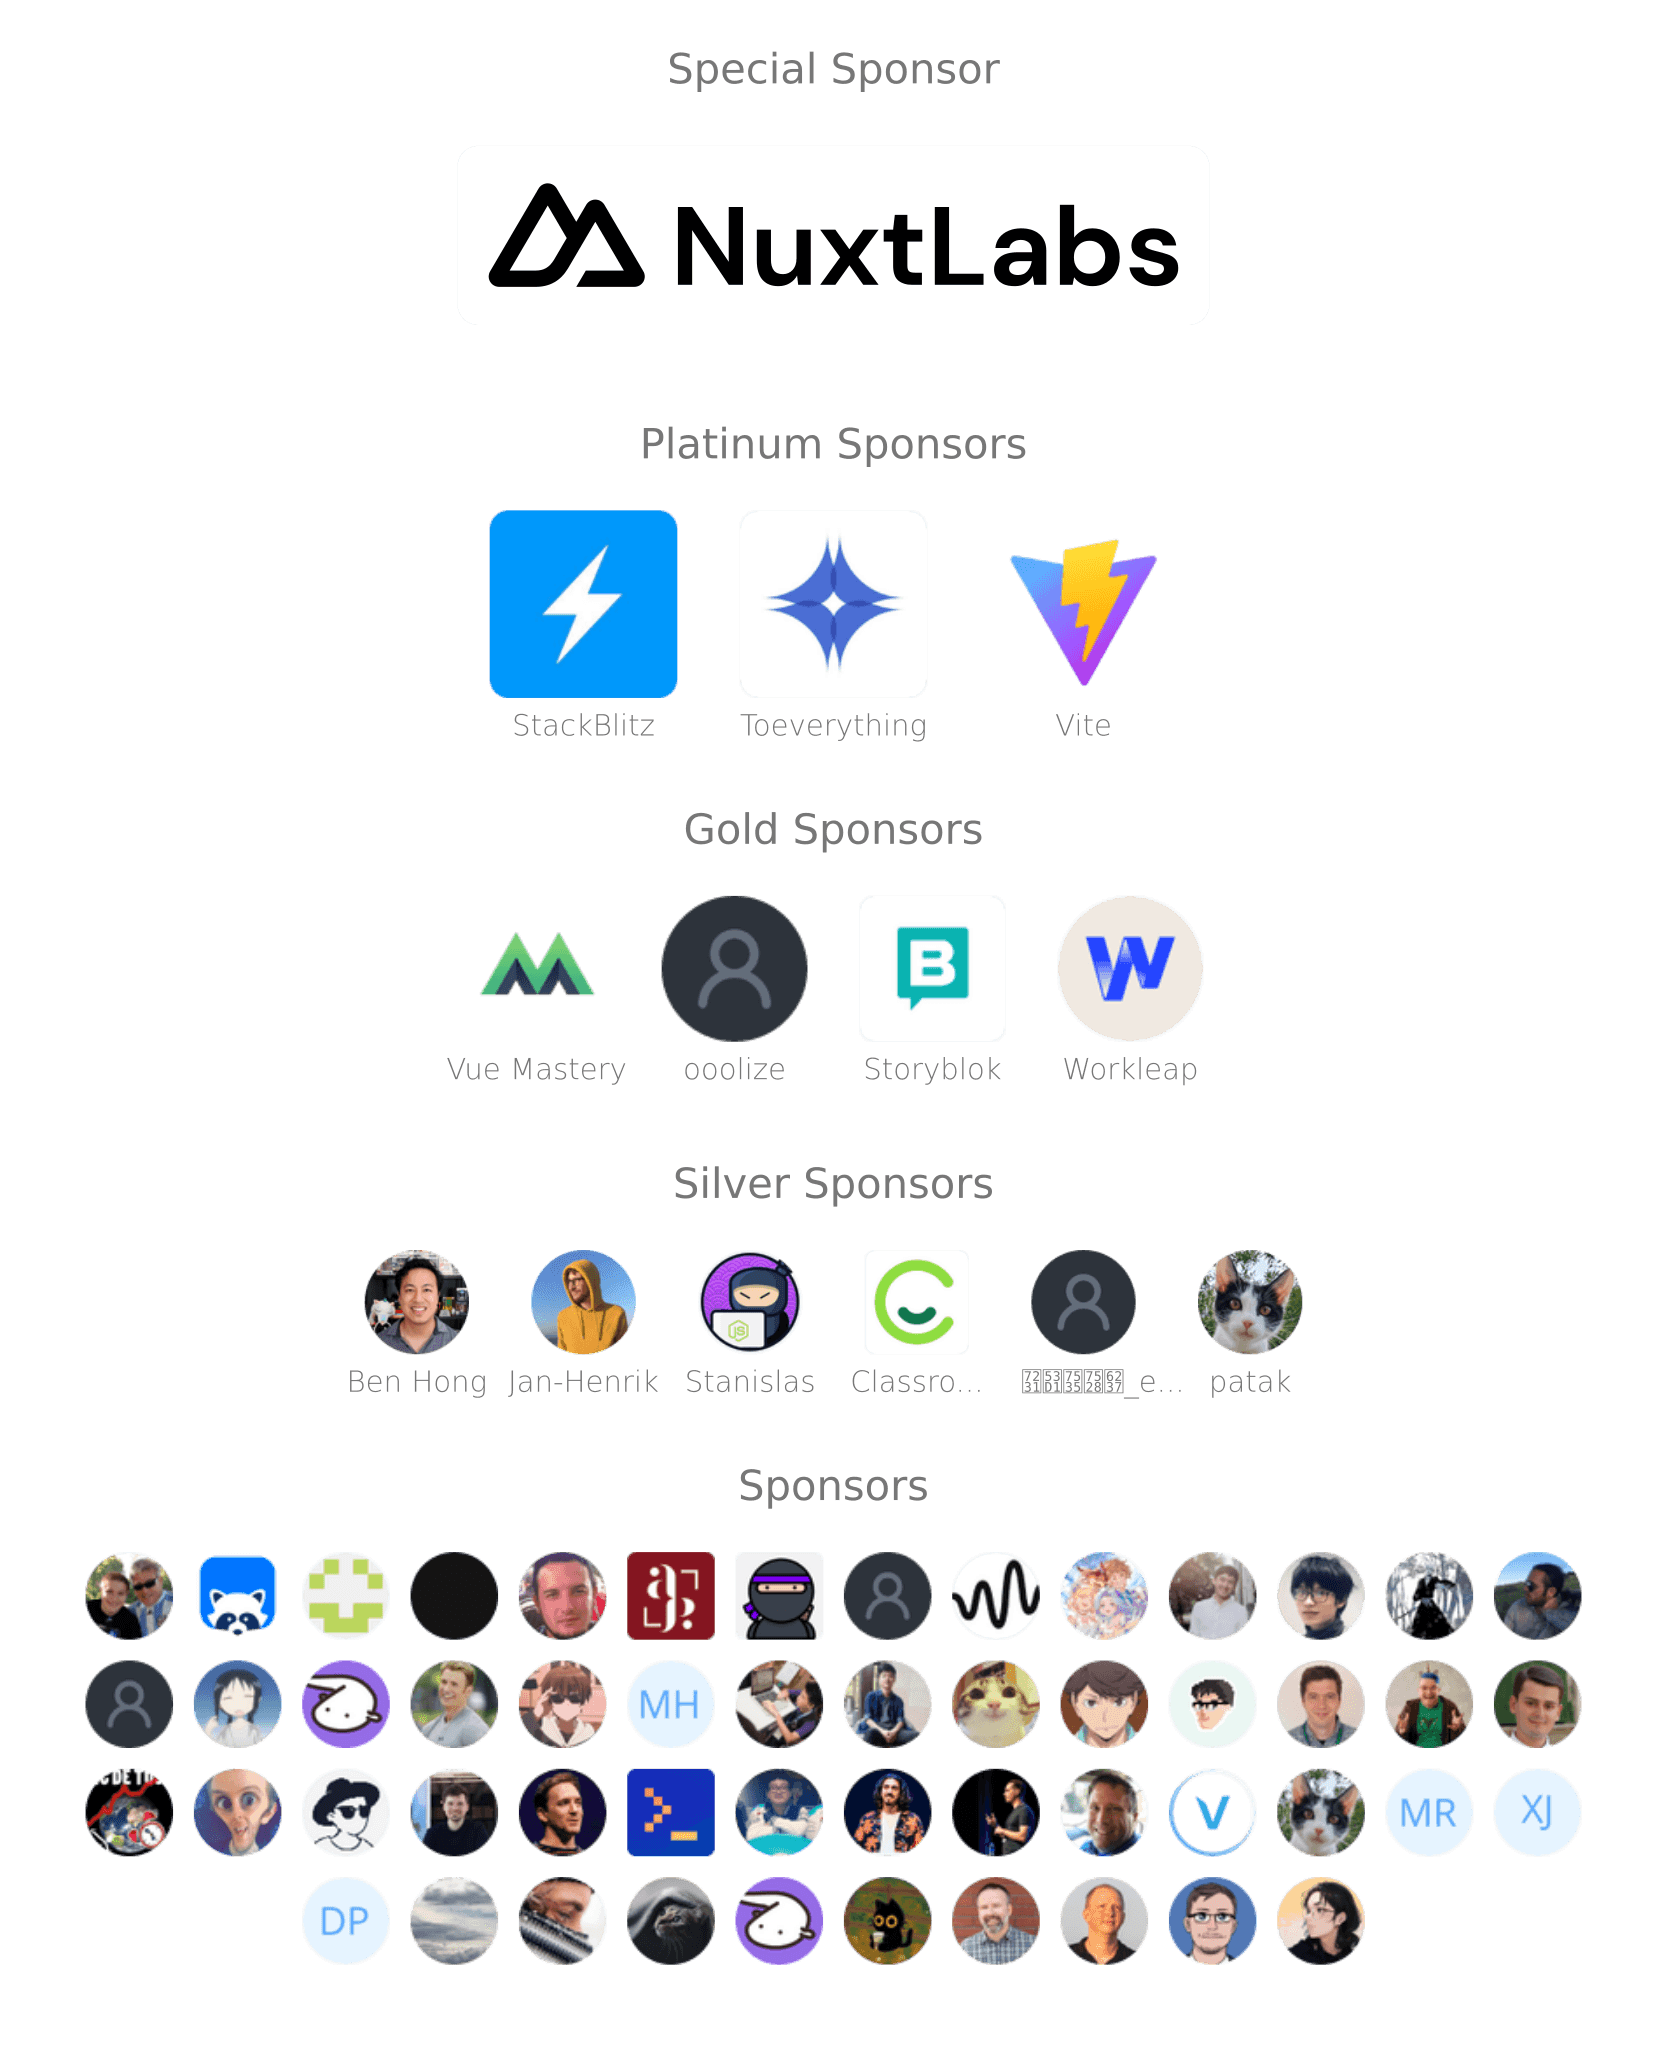 Special Sponsor
NuxtLabs
Platinum Sponsors
StackBlitz Toeverything Vite
Gold Sponsors
Vue Mastery ooolize Storyblok Workleap
Silver Sponsors
Ben Hong Jan-Henrik Stanislas Classro... _e... patak
Sponsors
MH
MR XJ
DP